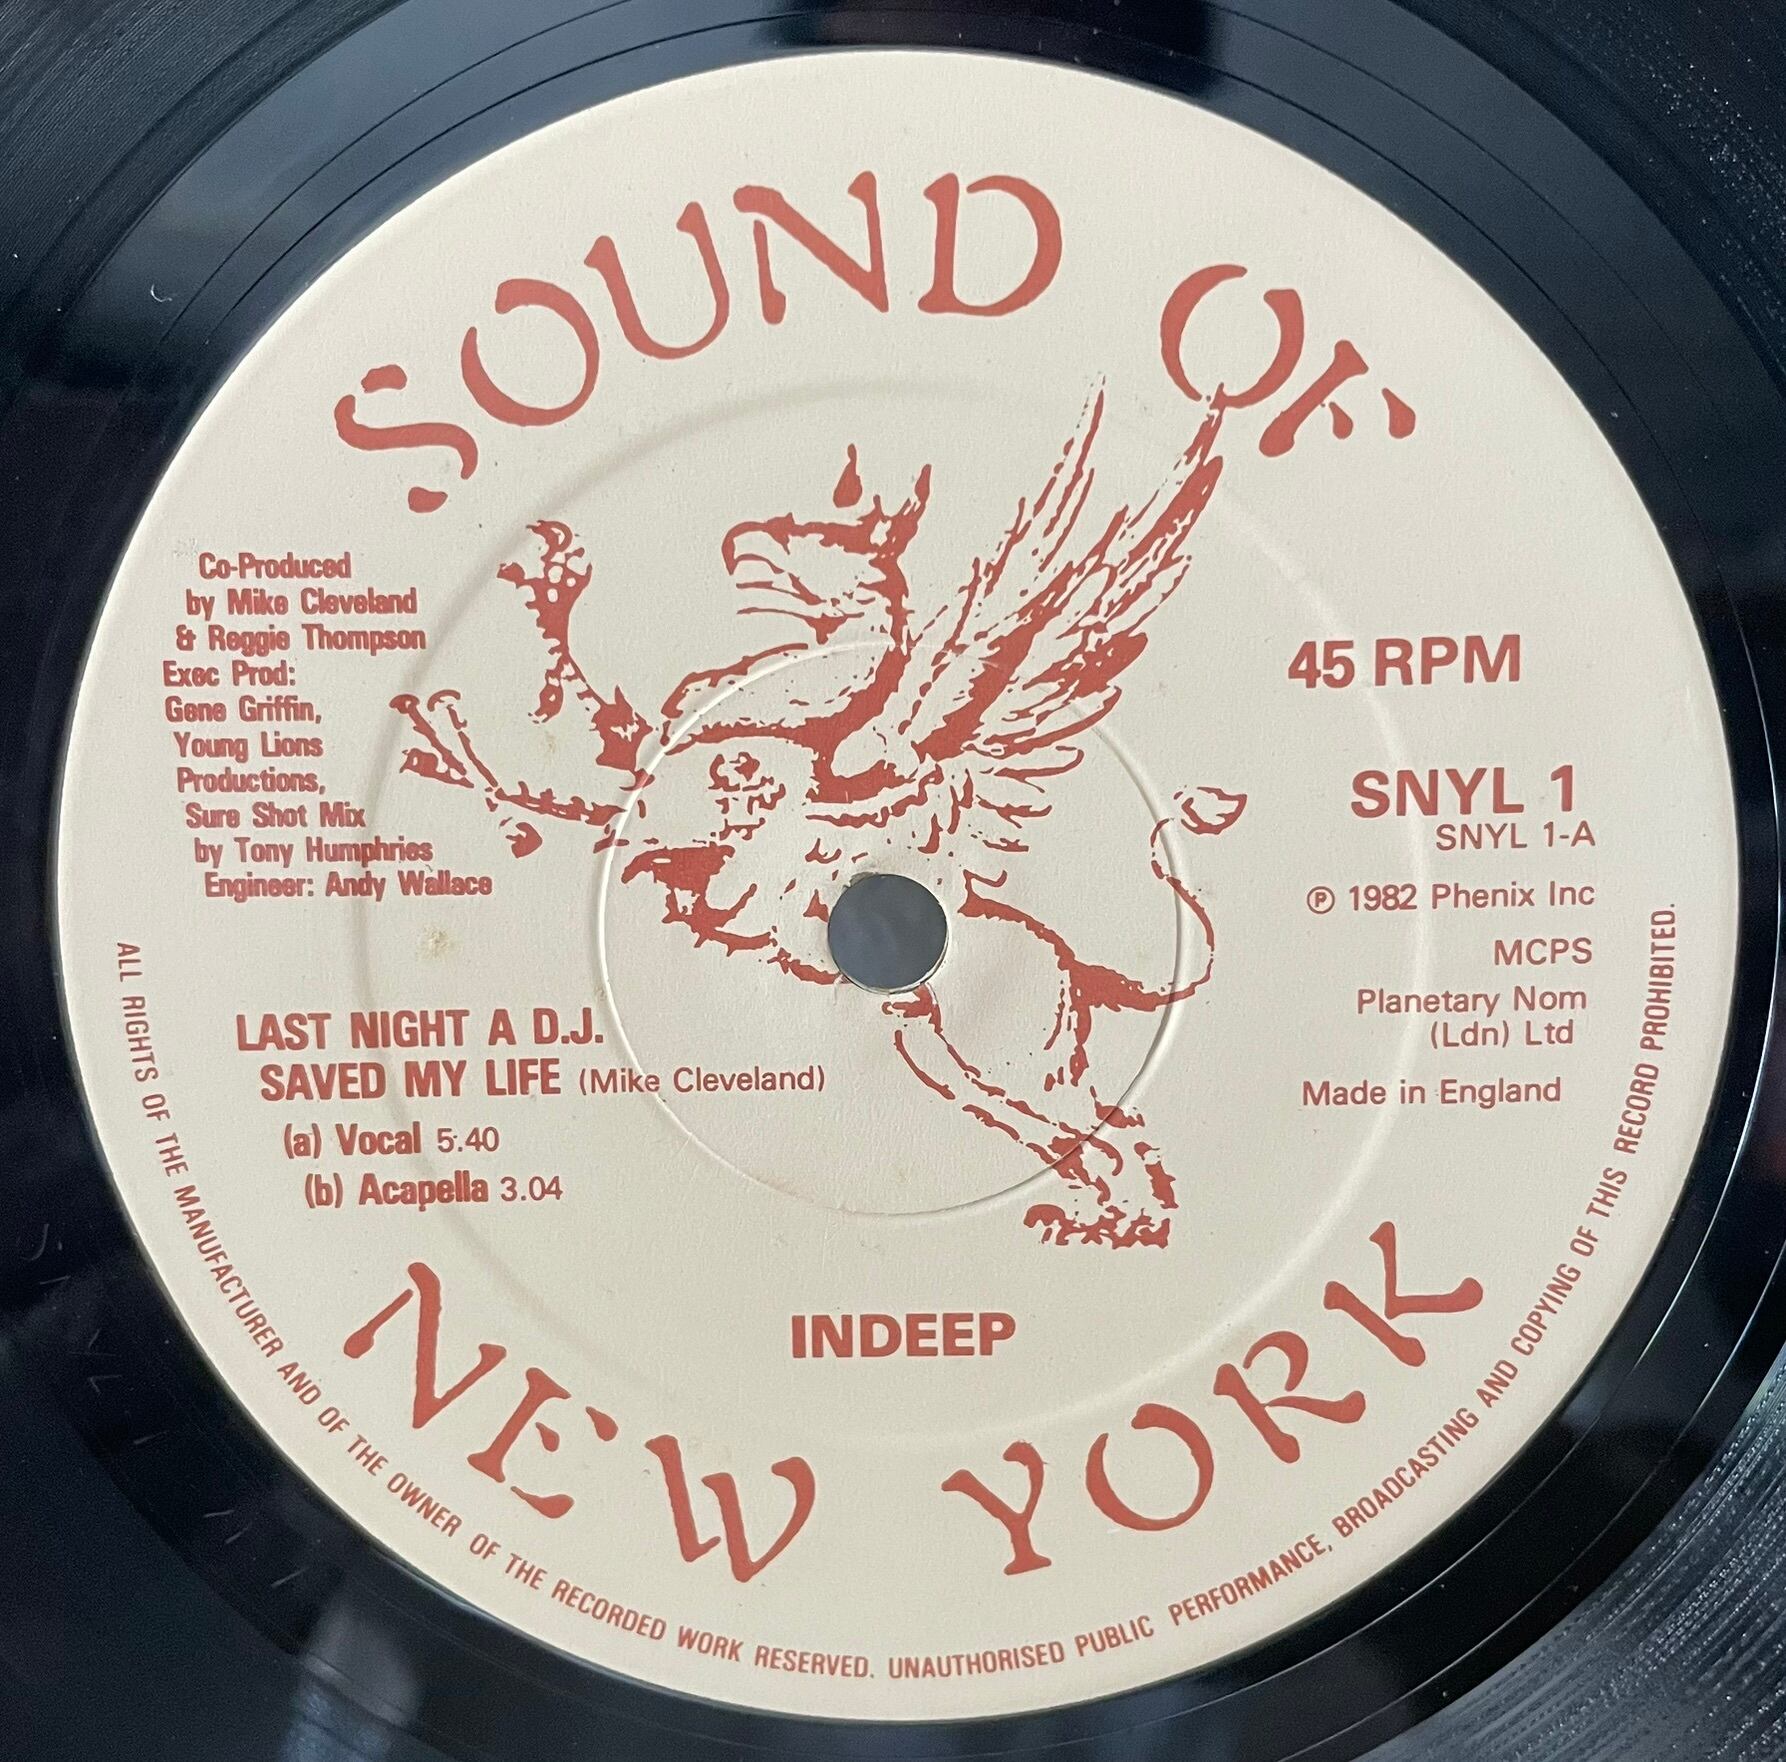 SOUND OF
Co-Produced
by Mike Cleveland
& Reggie Thompson
Exec Prod:
Gene Griffin,
Young Lions
Productions,
Sure Shot Mix
by Tony Humphries
Engineer: Andy Wallace
45 RPM
SNYL 1
SNYL 1-A
℗ 1982 Phenix Inc
MCPS
Planetary Nom
(Ldn) Ltd
Made in England
LAST NIGHT A D.J.
SAVED MY LIFE (Mike Cleveland)
(a) Vocal 5.40
(b) Acapella 3.04
INDEEP
NEW YORK
ALL RIGHTS OF THE MANUFACTURER AND OF THE OWNER OF THE RECORDED WORK RESERVED. UNAUTHORISED PUBLIC PERFORMANCE, BROADCASTING AND COPYING OF THIS RECORD PROHIBITED.